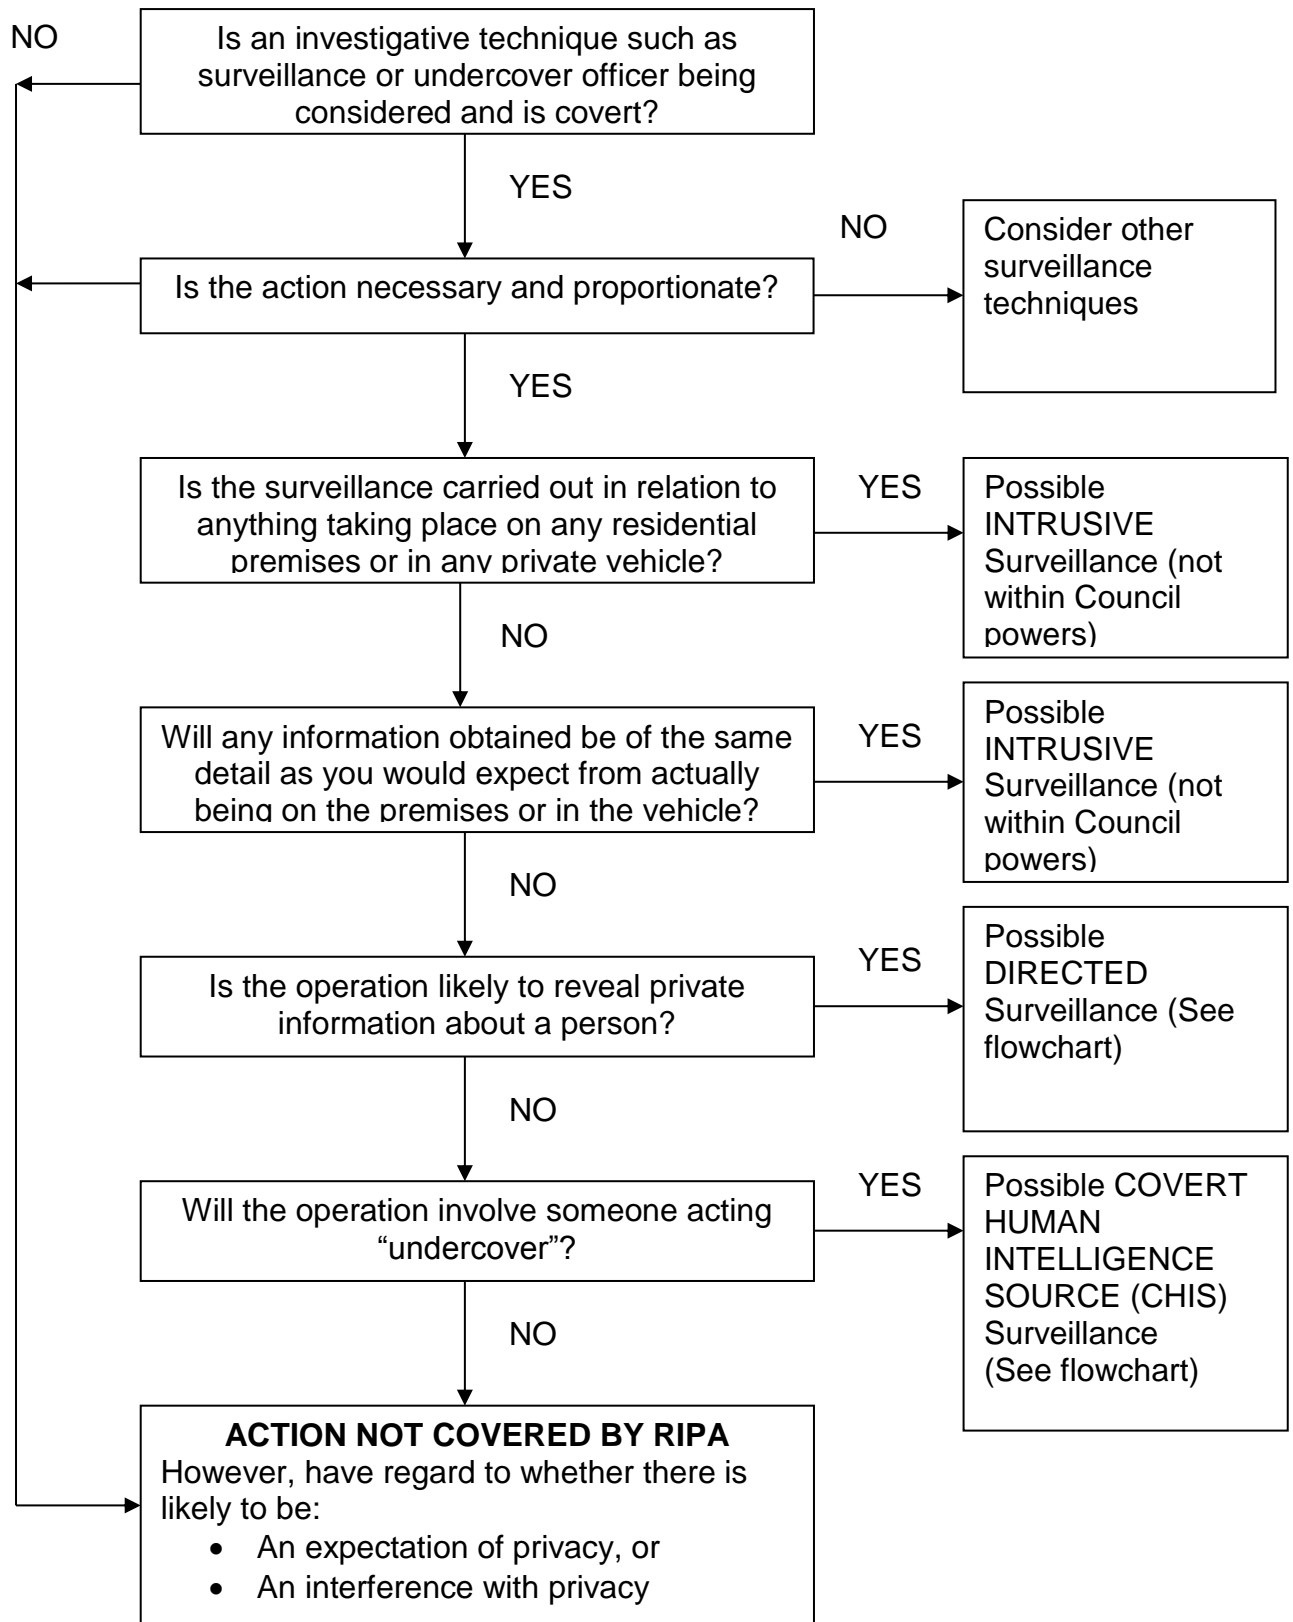 NO
Is an investigative technique such as
surveillance or undercover officer being
considered and is covert?
YES
NO
Is the action necessary and proportionate?
Consider other
surveillance
techniques
YES
Is the surveillance carried out in relation to
anything taking place on any residential
premises or in any private vehicle?
YES
Possible
INTRUSIVE
Surveillance (not
within Council
powers)
NO
Will any information obtained be of the same
detail as you would expect from actually
being on the premises or in the vehicle?
YES
Possible
INTRUSIVE
Surveillance (not
within Council
powers)
NO
Is the operation likely to reveal private
information about a person?
YES
Possible
DIRECTED
Surveillance (See
flowchart)
NO
Will the operation involve someone acting
“undercover”?
YES
Possible COVERT
HUMAN
INTELLIGENCE
SOURCE (CHIS)
Surveillance
(See flowchart)
NO
ACTION NOT COVERED BY RIPA
However, have regard to whether there is
likely to be:
• An expectation of privacy, or
• An interference with privacy